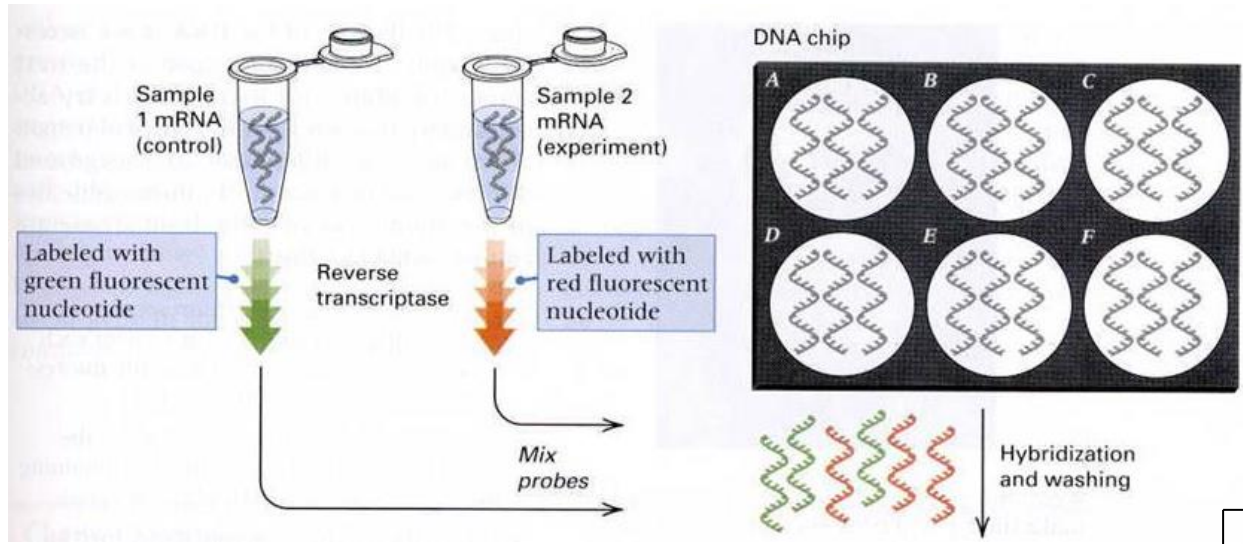 Sample
1 mRNA
(control)
Sample 2
mRNA
(experiment)
Labeled with
green fluorescent
nucleotide
Reverse
transcriptase
Labeled with
red fluorescent
nucleotide
Mix
probes
DNA chip
A
B
C
D
E
F
Hybridization
and washing